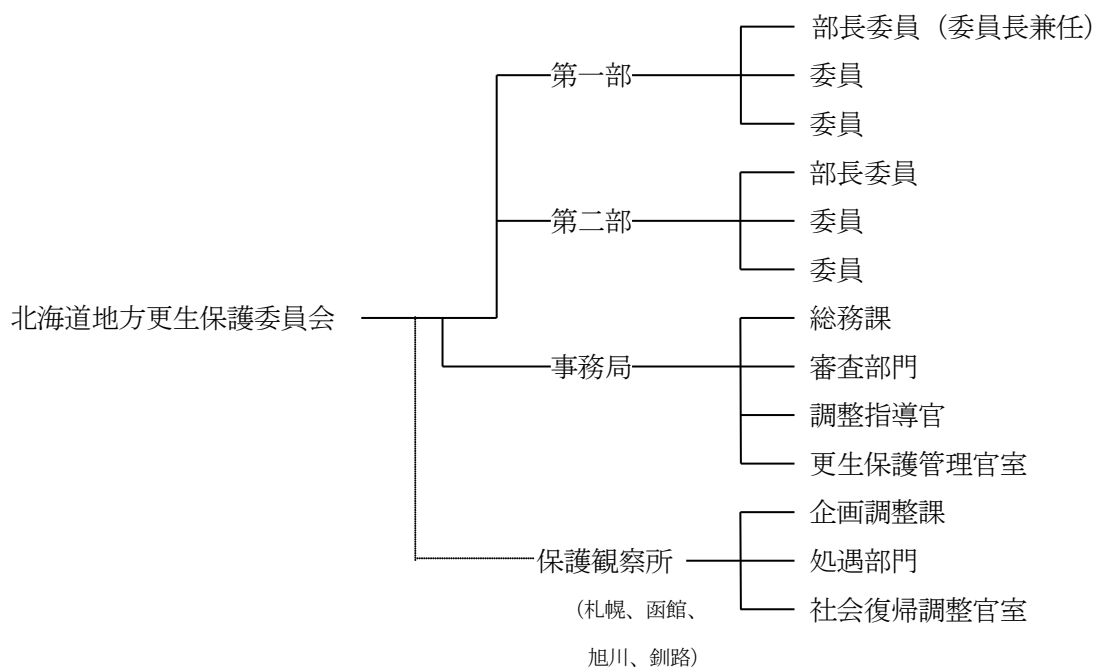 部長委員（委員長兼任）
第一部
委員
委員
部長委員
第二部
委員
委員
北海道地方更生保護委員会
総務課
事務局
審査部門
調整指導官
更生保護管理官室
企画調整課
保護観察所
処遇部門
（札幌、函館、
社会復帰調整官室
旭川、釧路）